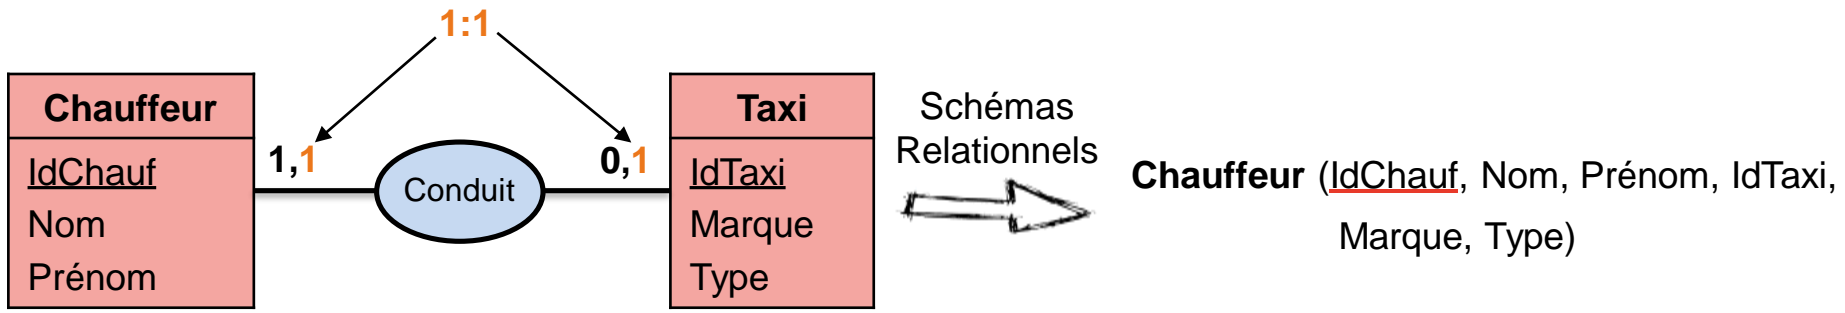 1:1
Chauffeur
IdChauf
Nom
Prénom
1,1
Conduit
0,1
Taxi
IdTaxi
Marque
Type
Schémas
Relationnels
Chauffeur (IdChauf, Nom, Prénom, IdTaxi,
Marque, Type)